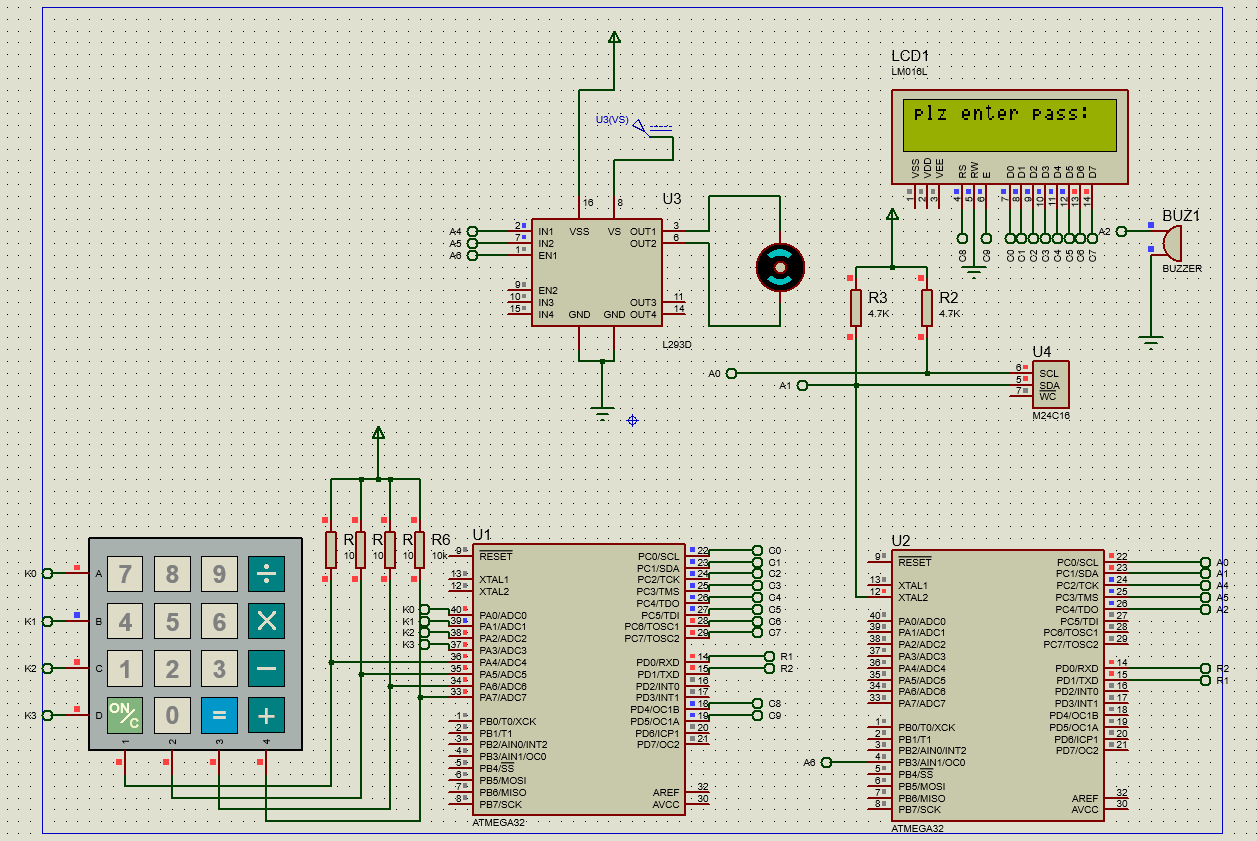 LCD1
LM016L
plz enter pass:
VSS VDD VEE RS RW E D0 D1 D2 D3 D4 D5 D6 D7
1 2 3 4 5 6 7 8 9 10 11 12 13 14
C8 C9 C0 C1 C2 C3 C4 C5 C6 C7
A2
BUZ1
BUZZER
U3(VS)
U3
16 8
A4 2 IN1 VSS VS OUT1 3
A5 7 IN2 OUT2 6
A6 1 EN1
9 EN2
10 IN3 OUT3 11
15 IN4 GND GND OUT4 14
L293D
R3
4.7K
R2
4.7K
U4
A0 6 SCL
A1 5 SDA
7 WC
M24C16
K0 A 7 8 9 ÷
K1 B 4 5 6 ×
K2 C 1 2 3 −
K3 D ON/C 0 = +
1 2 3 4
R
10
R
10
R
10
R6
10k
U1
9 RESET PC0/SCL 22 C0
PC1/SDA 23 C1
13 XTAL1 PC2/TCK 24 C2
12 XTAL2 PC3/TMS 25 C3
PC4/TDO 26 C4
K0 40 PA0/ADC0 PC5/TDI 27 C5
K1 39 PA1/ADC1 PC6/TOSC1 28 C6
K2 38 PA2/ADC2 PC7/TOSC2 29 C7
K3 37 PA3/ADC3
36 PA4/ADC4 PD0/RXD 14 R1
35 PA5/ADC5 PD1/TXD 15 R2
34 PA6/ADC6 PD2/INT0 16
33 PA7/ADC7 PD3/INT1 17
PD4/OC1B 18 C8
1 PB0/T0/XCK PD5/OC1A 19 C9
2 PB1/T1 PD6/ICP1 20
3 PB2/AIN0/INT2 PD7/OC2 21
4 PB3/AIN1/OC0
5 PB4/SS
6 PB5/MOSI
7 PB6/MISO AREF 32
8 PB7/SCK AVCC 30
ATMEGA32
U2
9 RESET PC0/SCL 22 A0
PC1/SDA 23 A1
13 XTAL1 PC2/TCK 24 A4
12 XTAL2 PC3/TMS 25 A5
PC4/TDO 26 A2
40 PA0/ADC0 PC5/TDI 27
39 PA1/ADC1 PC6/TOSC1 28
38 PA2/ADC2 PC7/TOSC2 29
37 PA3/ADC3
36 PA4/ADC4 PD0/RXD 14 R2
35 PA5/ADC5 PD1/TXD 15 R1
34 PA6/ADC6 PD2/INT0 16
33 PA7/ADC7 PD3/INT1 17
PD4/OC1B 18
1 PB0/T0/XCK PD5/OC1A 19
2 PB1/T1 PD6/ICP1 20
3 PB2/AIN0/INT2 PD7/OC2 21
A6 4 PB3/AIN1/OC0
5 PB4/SS
6 PB5/MOSI
7 PB6/MISO AREF 32
8 PB7/SCK AVCC 30
ATMEGA32